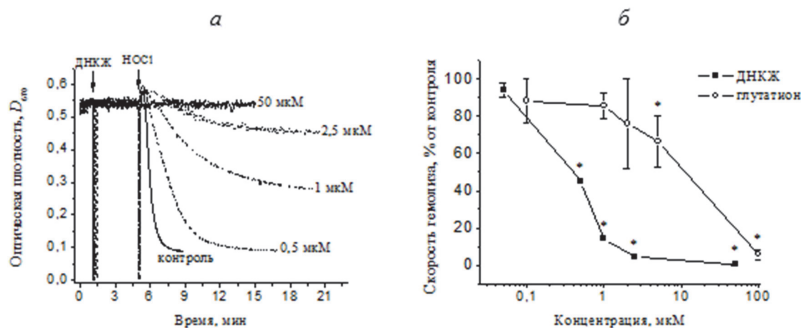 а
ДНКЖ
HOCl
Оптическая плотность, D₆₇₀
0,6
0,5
0,4
0,3
0,2
0,1
0,0
50 мкМ
2,5 мкМ
1 мкМ
0,5 мкМ
контроль
0 3 6 9 12 15 18 21
Время, мин
б
Скорость гемолиза, % от контроля
100
80
60
40
20
0
ДНКЖ
глутатион
*
*
*
*
*
*
0,1 1 10 100
Концентрация, мкМ